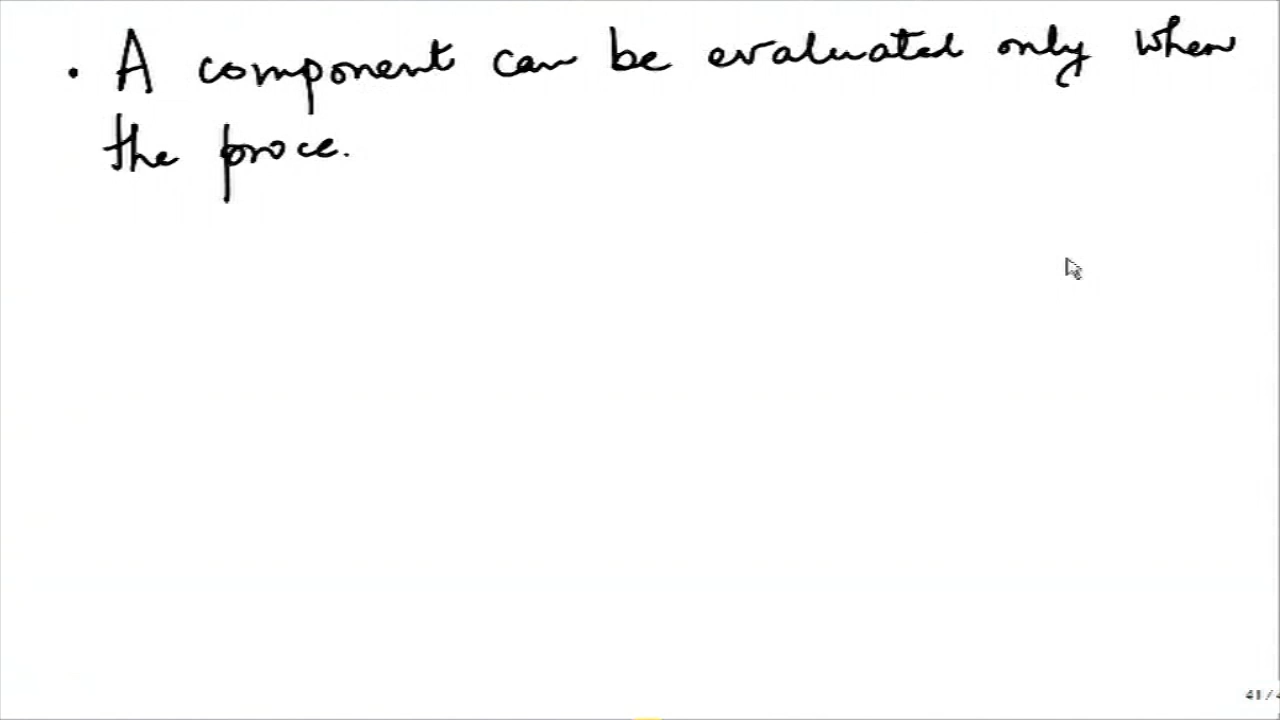 · A component can be evaluated only when
the proce.